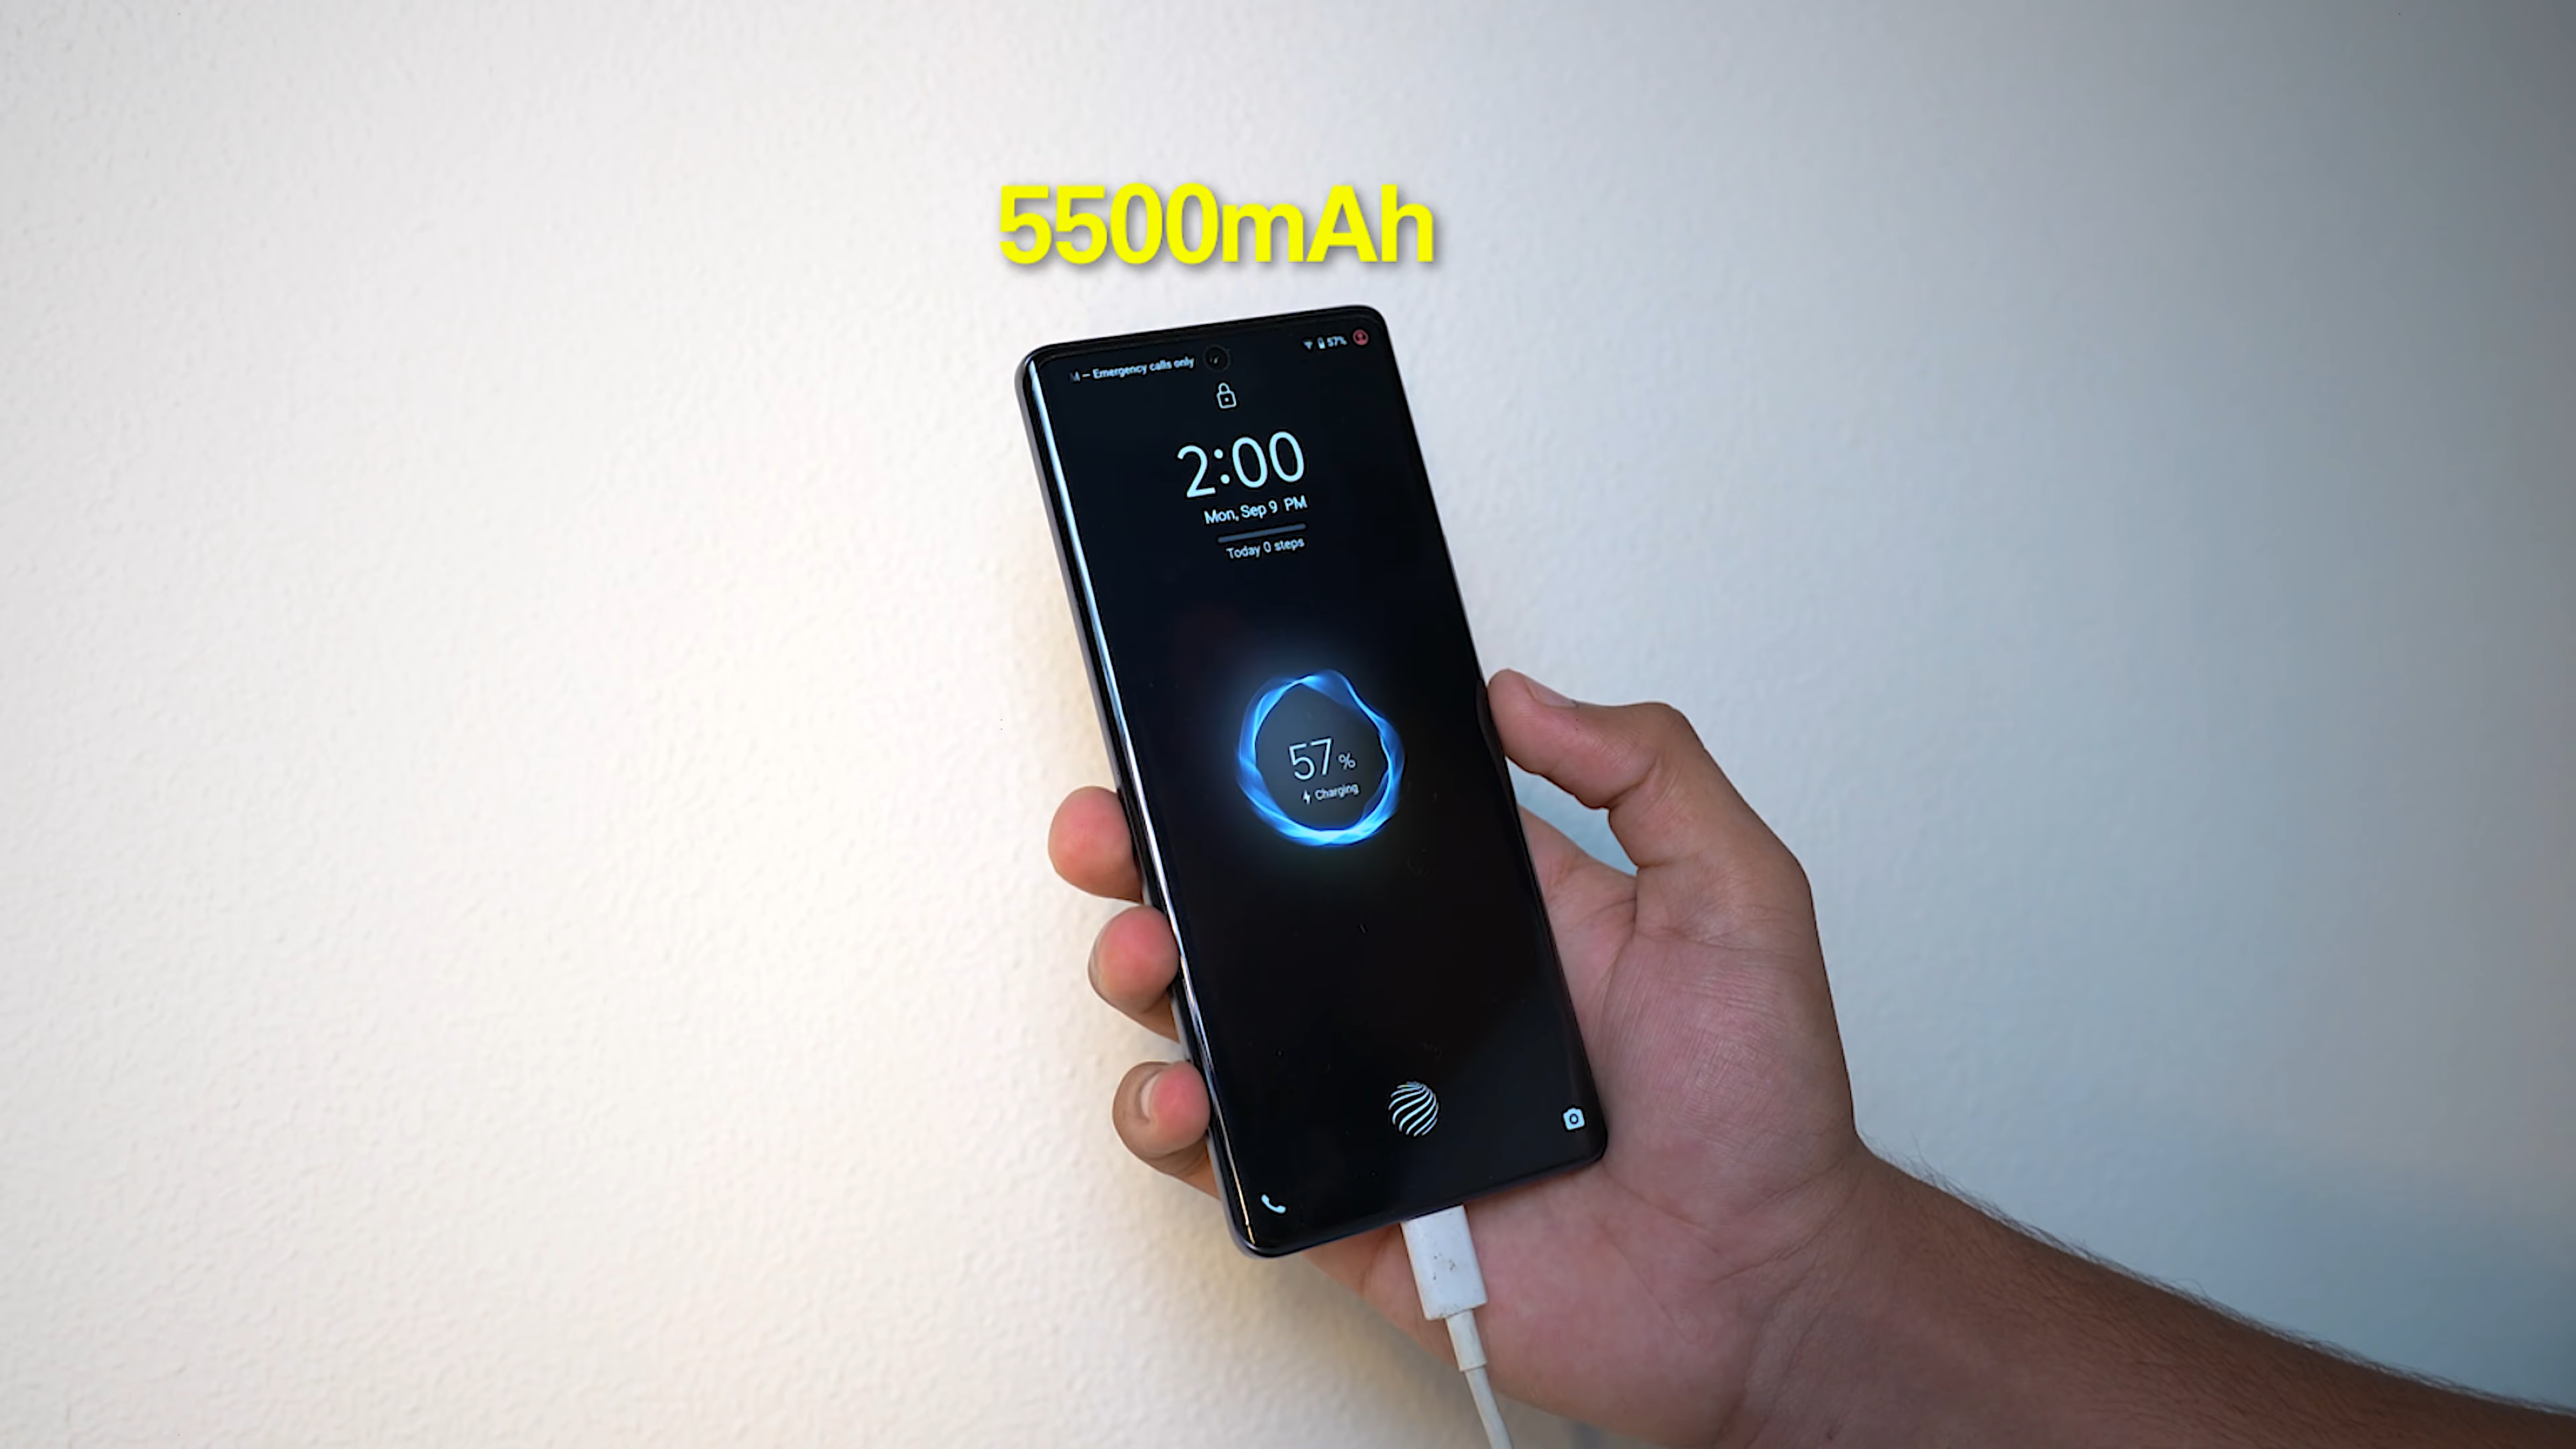 5500mAh
— Emergency calls only
57%
2:00
Mon, Sep 9 PM
Today 0 steps
57%
Charging